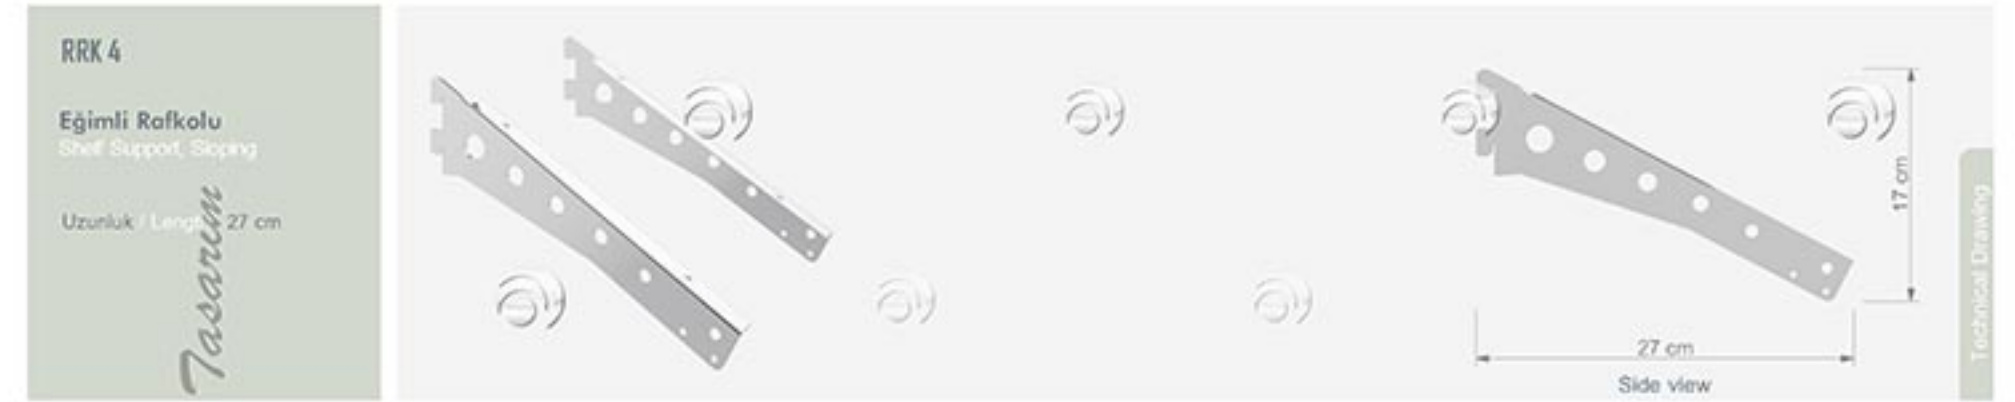 RRK 4
Eğimli Rafkolu
Shelf Support, Sloping
Uzunluk / Length 27 cm
Tasarım
17 cm
27 cm
Side view
Technical Drawing